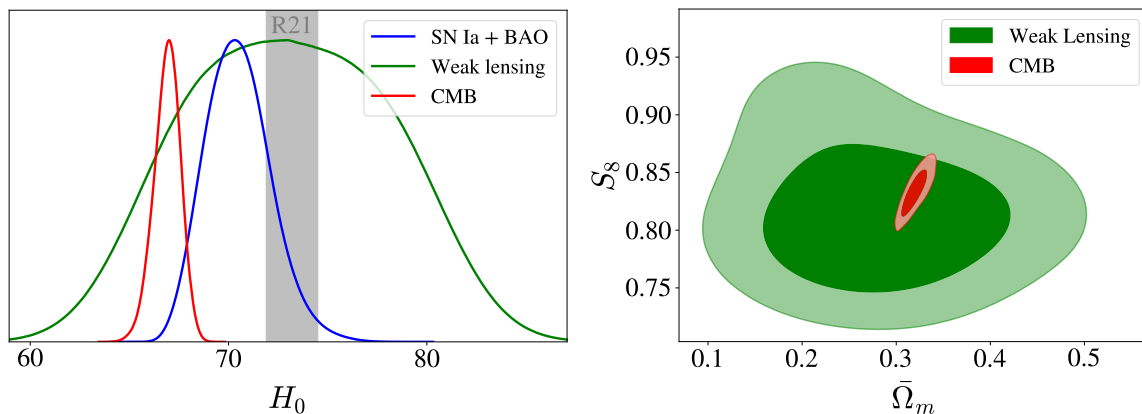 R21
SN Ia + BAO
Weak lensing
CMB
60
70
80
H₀
Weak Lensing
CMB
0.95
0.90
0.85
0.80
0.75
S₈
0.1
0.2
0.3
0.4
0.5
Ω̄ₘ